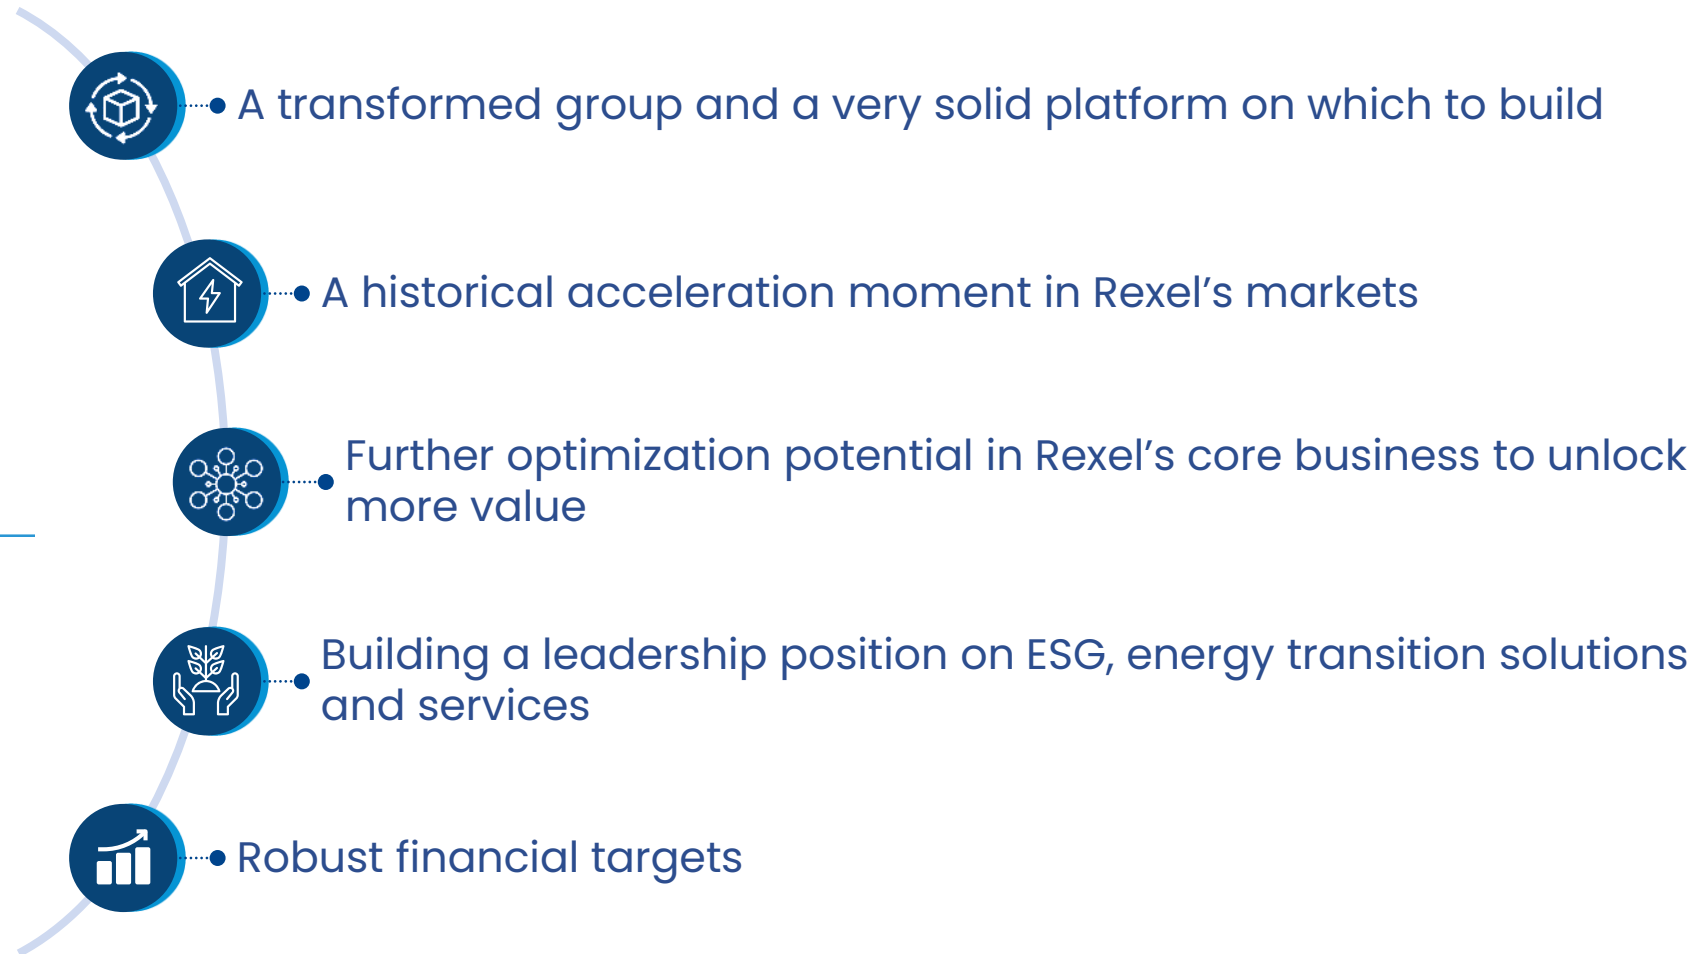 A transformed group and a very solid platform on which to build
A historical acceleration moment in Rexel’s markets
Further optimization potential in Rexel’s core business to unlock
more value
Building a leadership position on ESG, energy transition solutions
and services
Robust financial targets